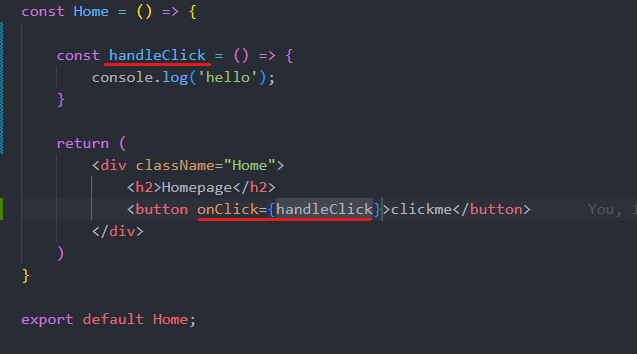 const Home = () => {
const handleClick = () => {
console.log('hello');
}
return (
<div className="Home">
<h2>Homepage</h2>
<button onClick={handleClick}>clickme</button> You, 1
</div>
)
}
export default Home;